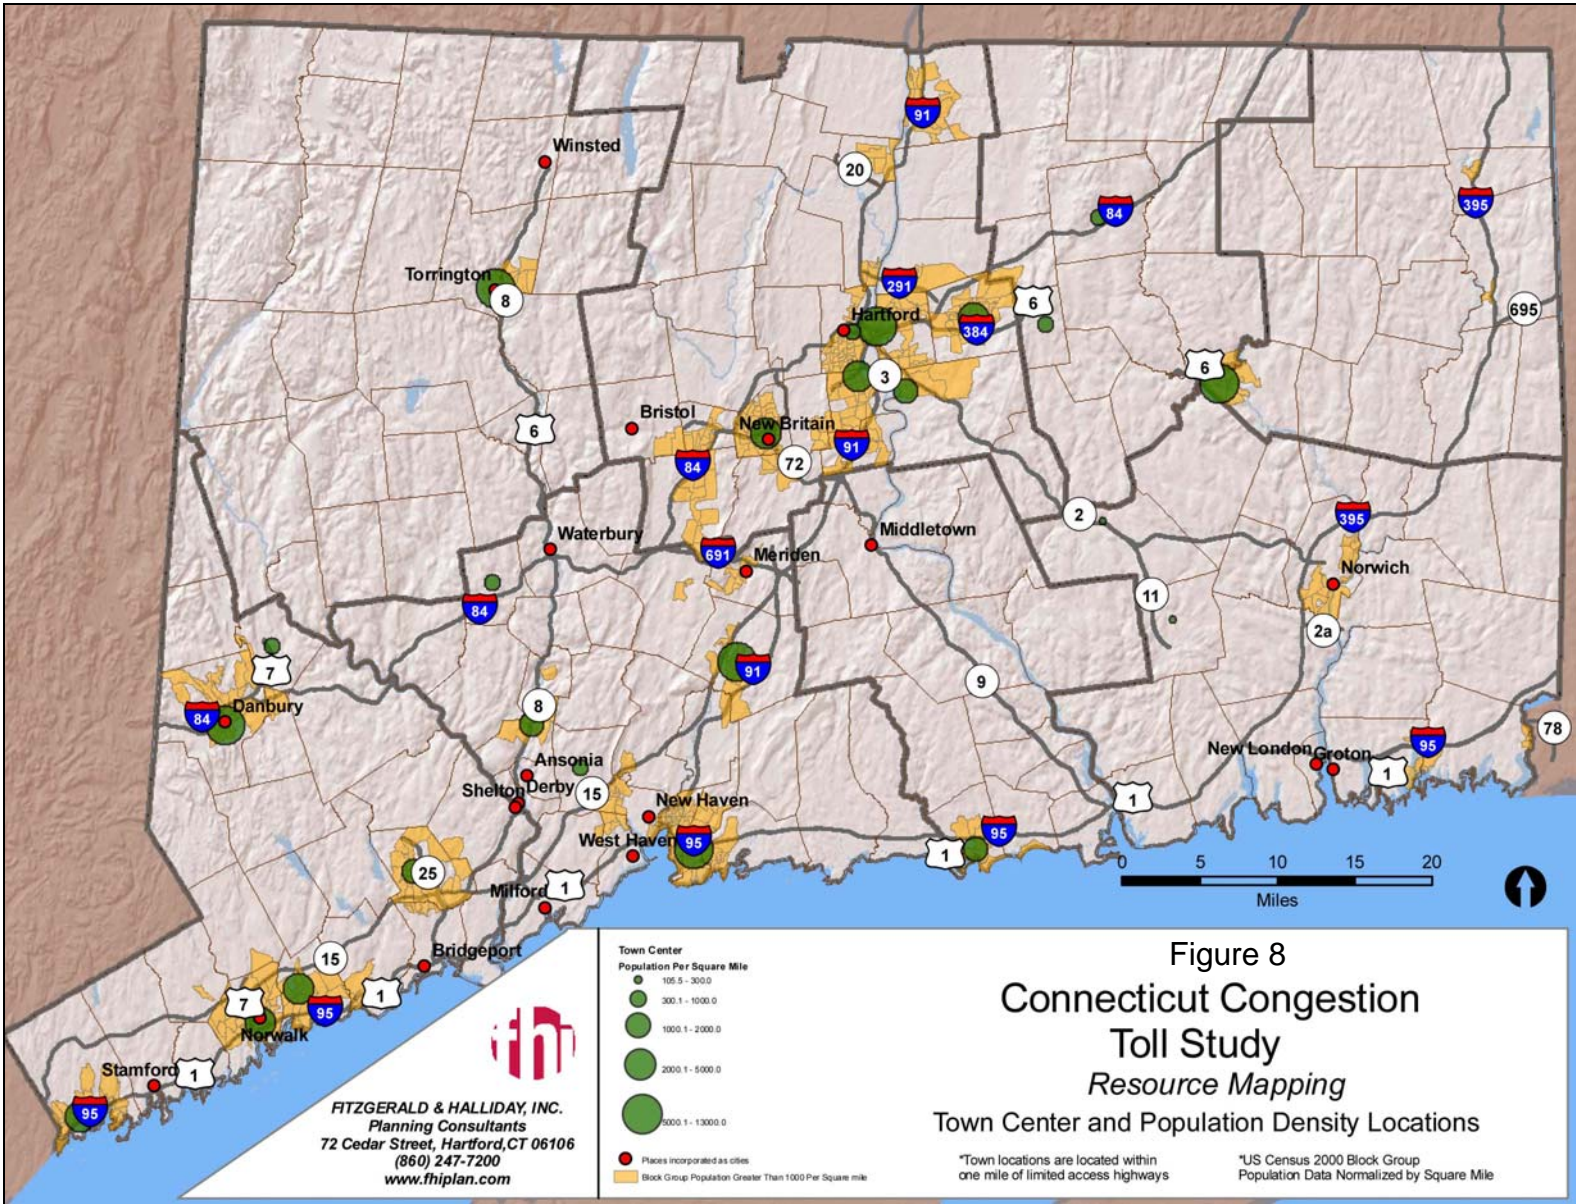 91
Winsted
20
84
395
Torrington
8
291
6
695
Hartford
384
6
3
Bristol
6
New Britain
91
84
72
2
395
Waterbury
Middletown
691
Meriden
Norwich
84
11
2a
7
91
9
8
84
Danbury
78
95
New London
Groton
1
Ansonia
Derby
Shelton
15
1
New Haven
95
West Haven
95
1
25
Milford
1
0 5 10 15 20
Miles
Bridgeport
15
7
1
95
Norwalk
Stamford
1
95
fhi
FITZGERALD & HALLIDAY, INC.
Planning Consultants
72 Cedar Street, Hartford,CT 06106
(860) 247-7200
www.fhiplan.com
Town Center
Population Per Square Mile
105.5 - 300.0
300.1 - 1000.0
1000.1 - 2000.0
2000.1 - 5000.0
5000.1 - 13000.0
Places incorporated as cities
Block Group Population Greater Than 1000 Per Square mile
Figure 8
Connecticut Congestion
Toll Study
Resource Mapping
Town Center and Population Density Locations
*Town locations are located within
one mile of limited access highways
*US Census 2000 Block Group
Population Data Normalized by Square Mile